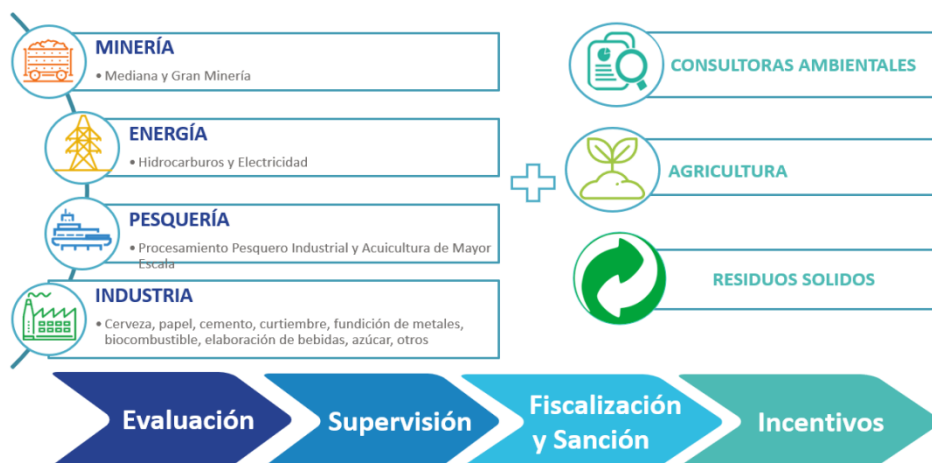 MINERÍA
• Mediana y Gran Minería
ENERGÍA
• Hidrocarburos y Electricidad
PESQUERÍA
• Procesamiento Pesquero Industrial y Acuicultura de Mayor
Escala
INDUSTRIA
• Cerveza, papel, cemento, curtiembre, fundición de metales,
biocombustible, elaboración de bebidas, azúcar, otros
CONSULTORAS AMBIENTALES
AGRICULTURA
RESIDUOS SOLIDOS
Evaluación
Supervisión
Fiscalización
y Sanción
Incentivos